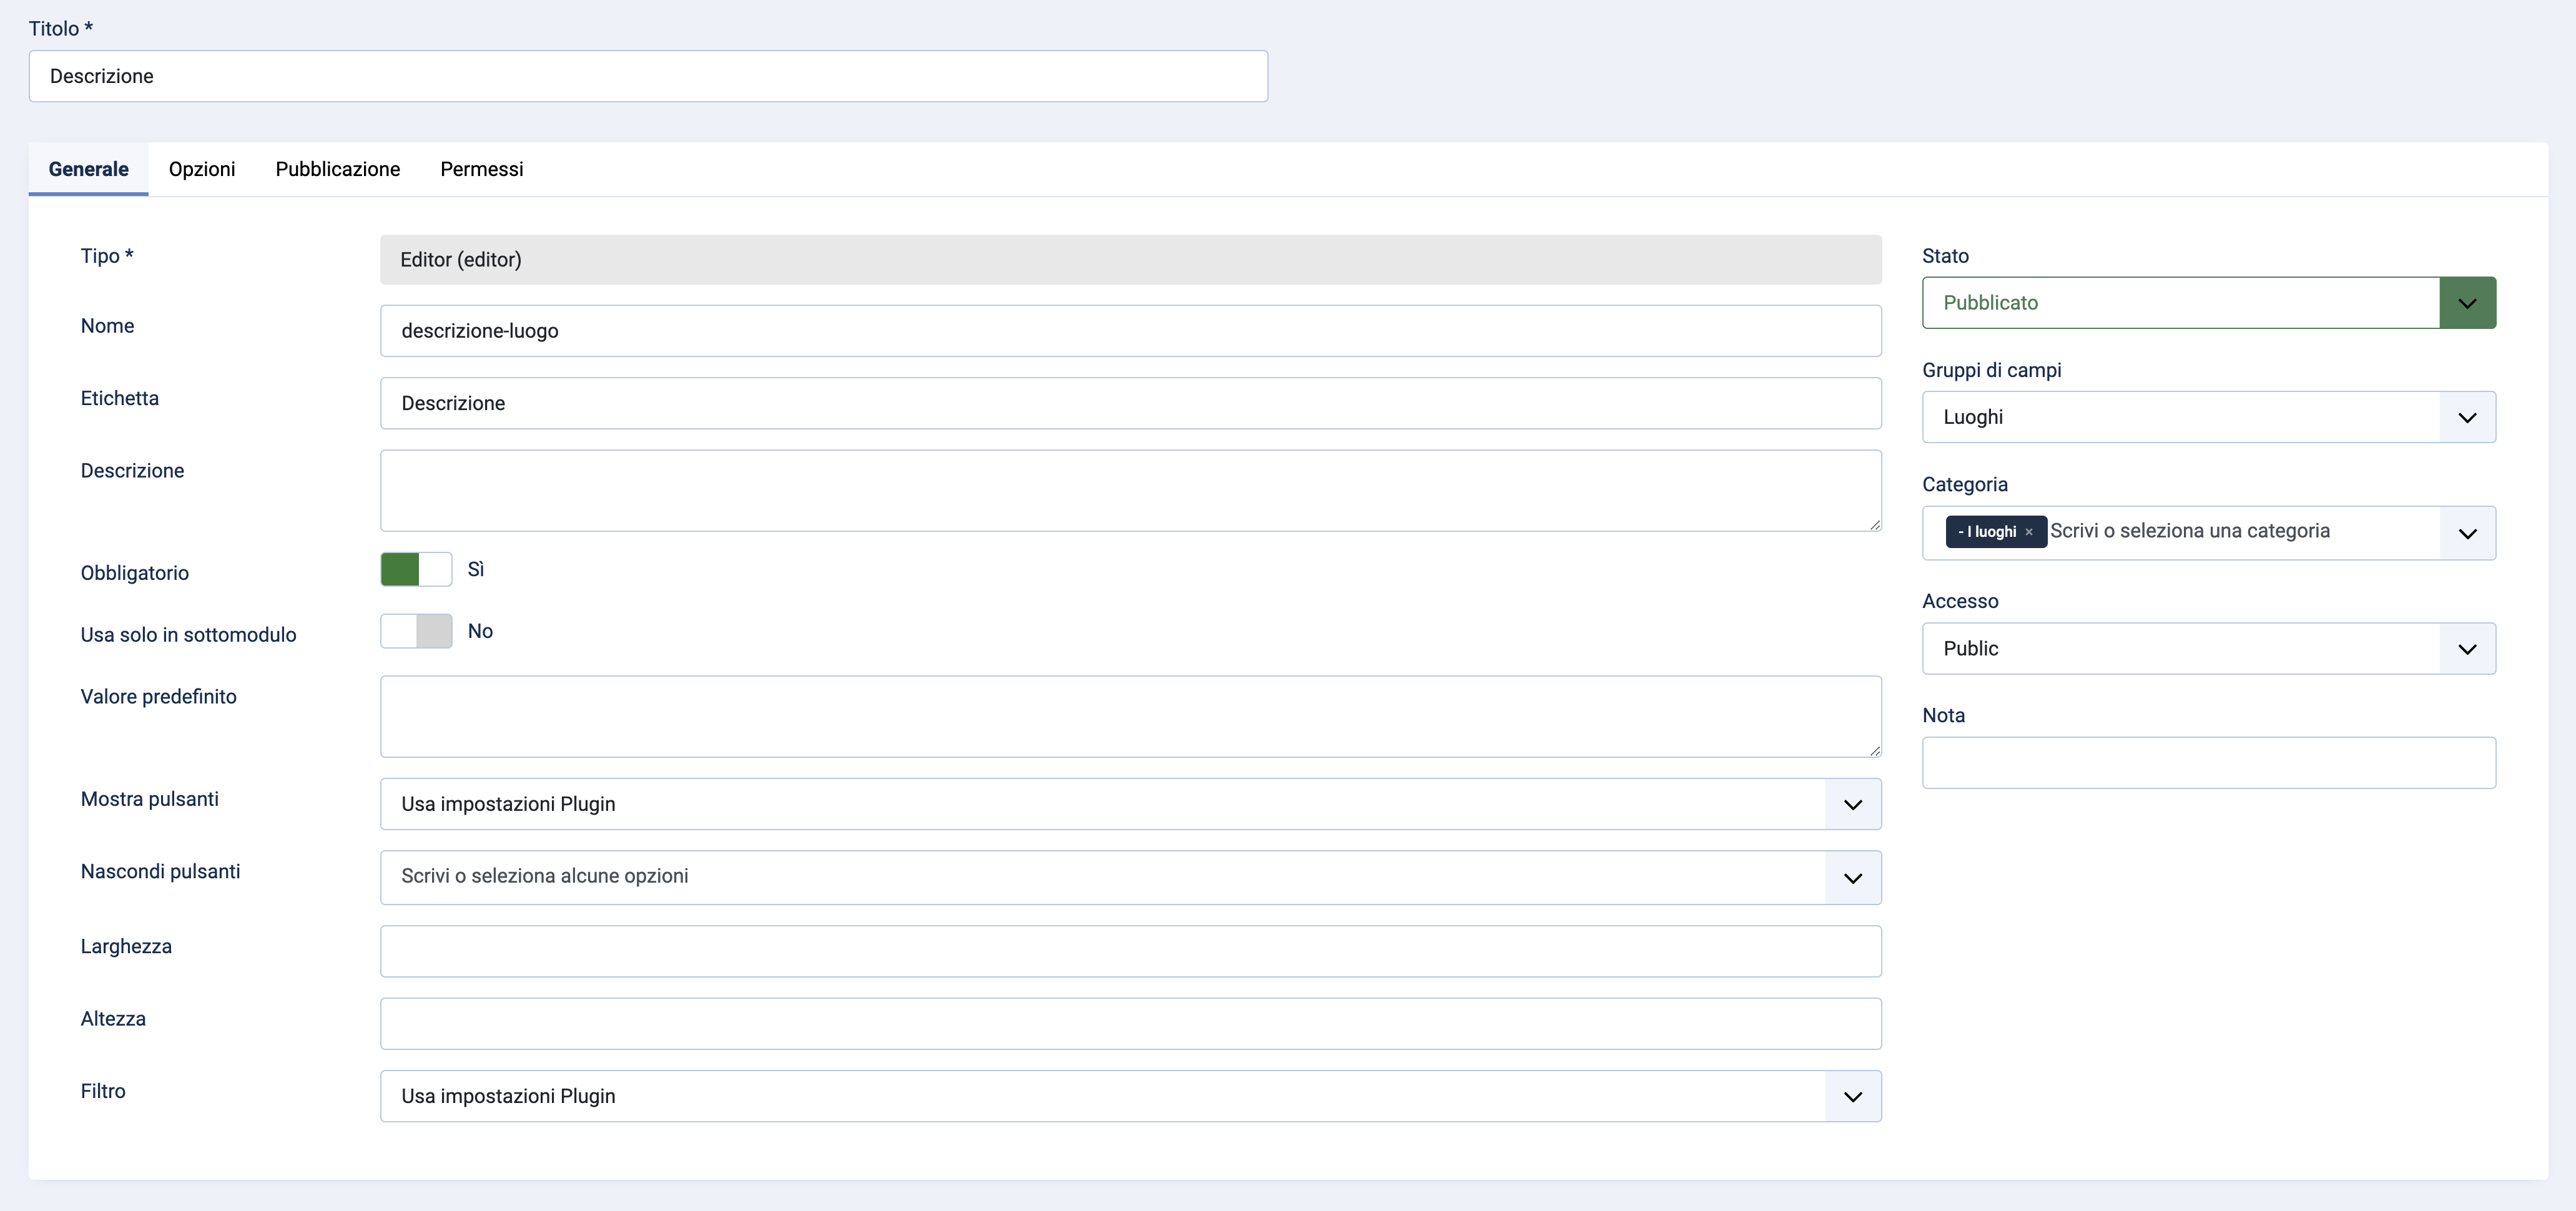 Titolo *
Descrizione
Generale Opzioni Pubblicazione Permessi
Tipo *
Editor (editor)
Nome
descrizione-luogo
Etichetta
Descrizione
Descrizione
Obbligatorio
Sì
Usa solo in sottomodulo
No
Valore predefinito
Mostra pulsanti
Usa impostazioni Plugin
Nascondi pulsanti
Scrivi o seleziona alcune opzioni
Larghezza
Altezza
Filtro
Usa impostazioni Plugin
Stato
Pubblicato
Gruppi di campi
Luoghi
Categoria
- I luoghi × Scrivi o seleziona una categoria
Accesso
Public
Nota